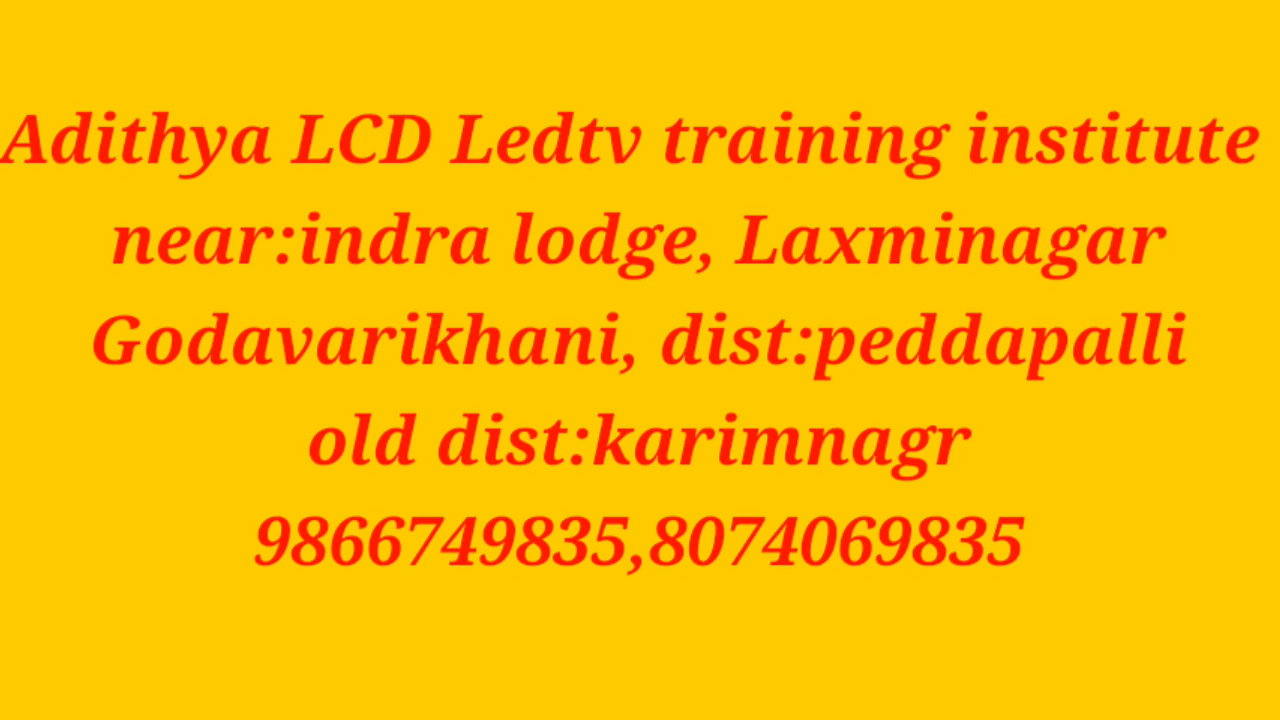 Adithya LCD Ledtv training institute
near:indra lodge, Laxminagar
Godavarikhani, dist:peddapalli
old dist:karimnagr
9866749835,8074069835